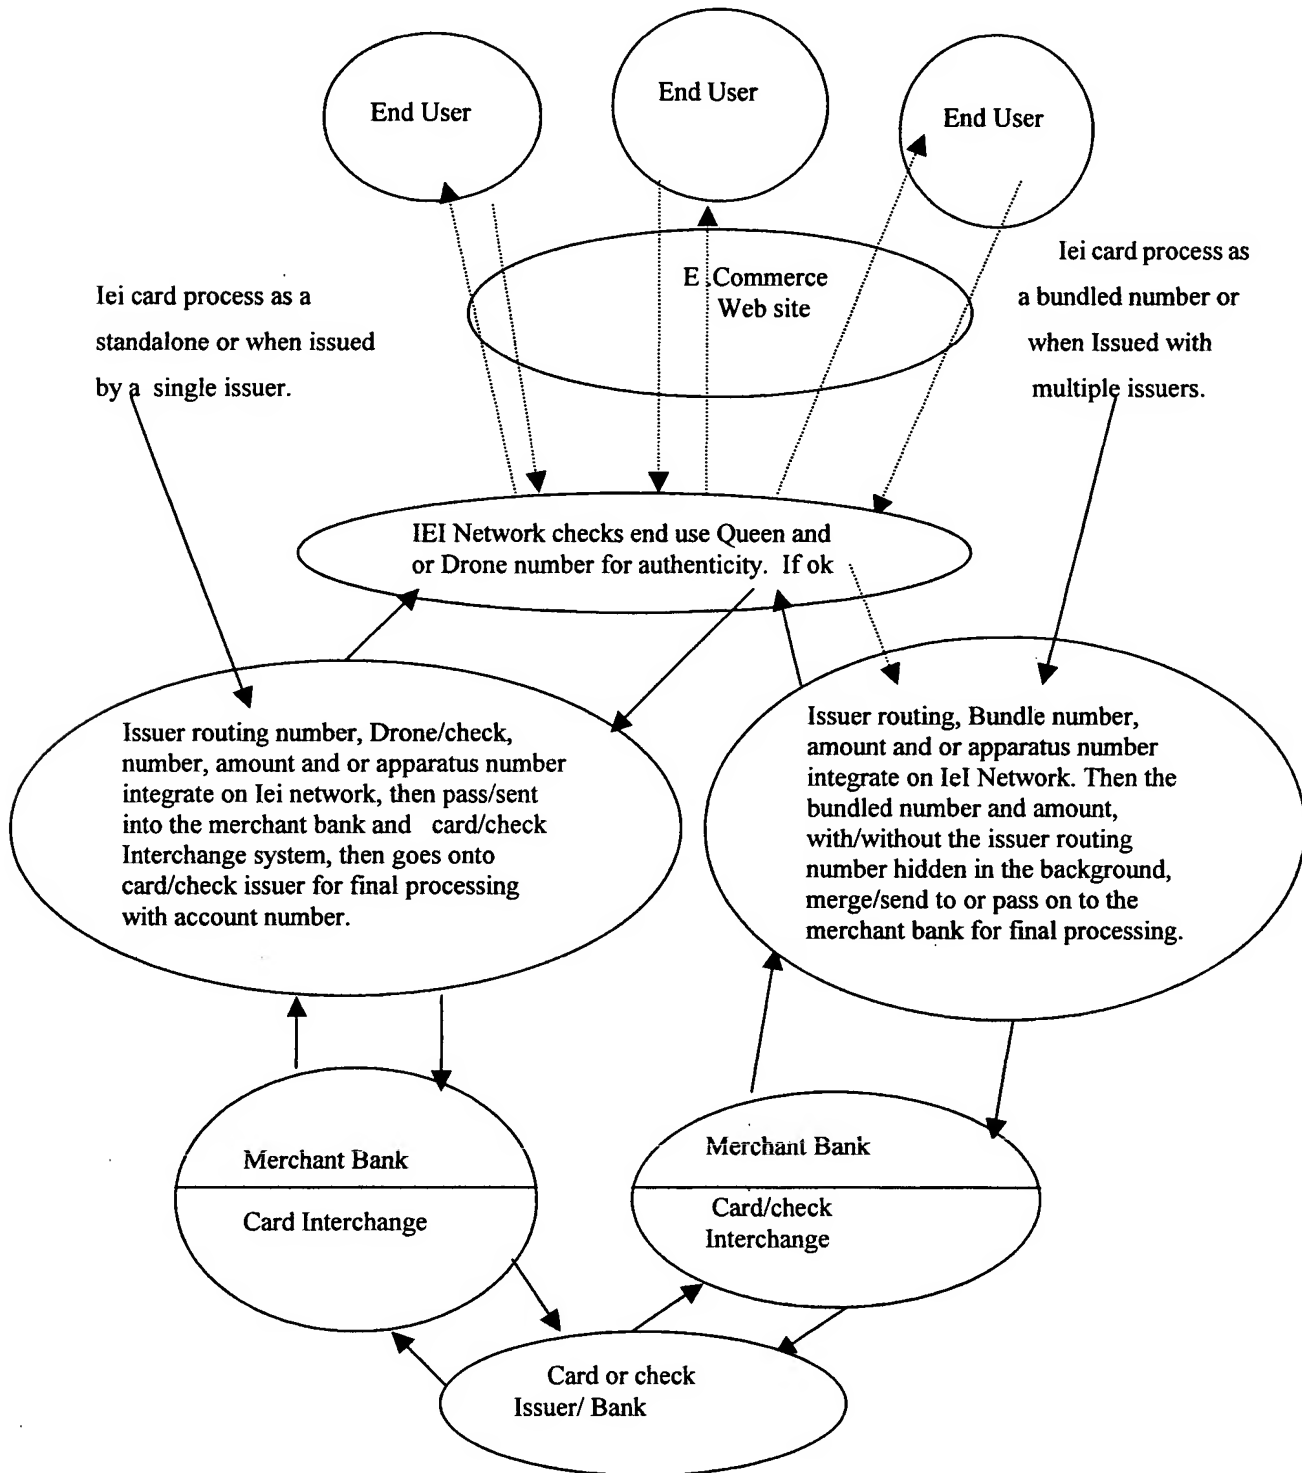 End User
End User
End User
E .Commerce
Web site
Iei card process as a
standalone or when issued
by a single issuer.
Iei card process as
a bundled number or
when Issued with
multiple issuers.
IEI Network checks end use Queen and
or Drone number for authenticity. If ok
Issuer routing number, Drone/check,
number, amount and or apparatus number
integrate on Iei network, then pass/sent
into the merchant bank and card/check
Interchange system, then goes onto
card/check issuer for final processing
with account number.
Issuer routing, Bundle number,
amount and or apparatus number
integrate on IeI Network. Then the
bundled number and amount,
with/without the issuer routing
number hidden in the background,
merge/send to or pass on to the
merchant bank for final processing.
Merchant Bank
Card Interchange
Merchant Bank
Card/check
Interchange
Card or check
Issuer/ Bank